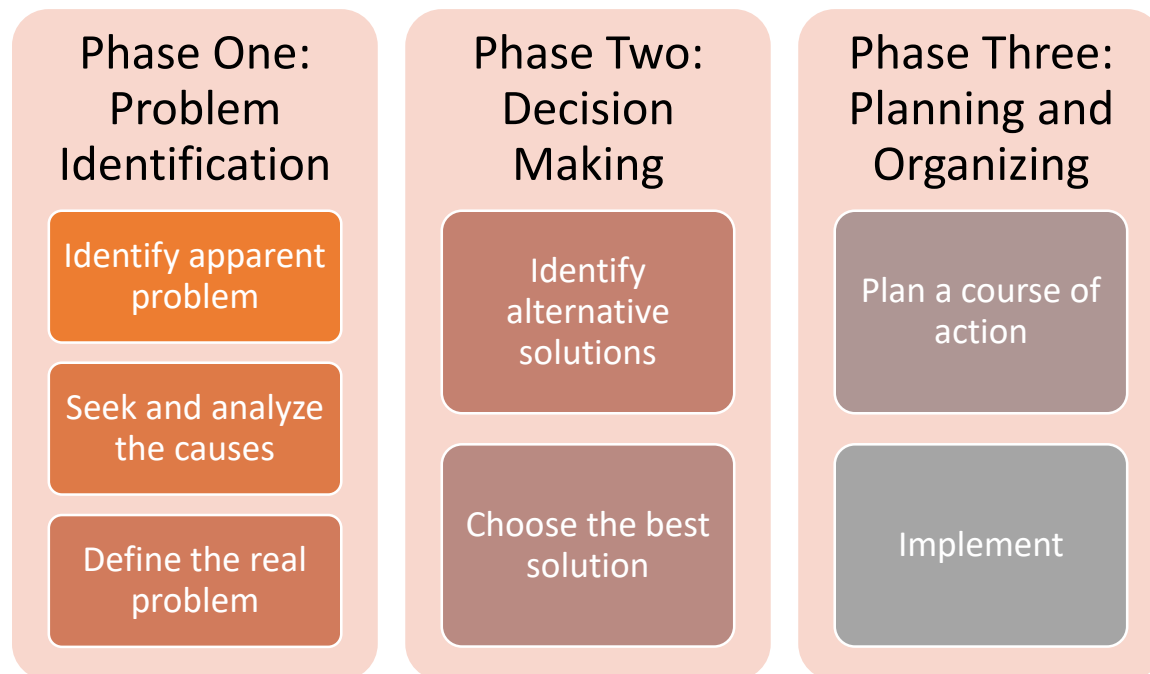 Phase One:
Problem
Identification
Identify apparent
problem
Seek and analyze
the causes
Define the real
problem
Phase Two:
Decision
Making
Identify
alternative
solutions
Choose the best
solution
Phase Three:
Planning and
Organizing
Plan a course of
action
Implement